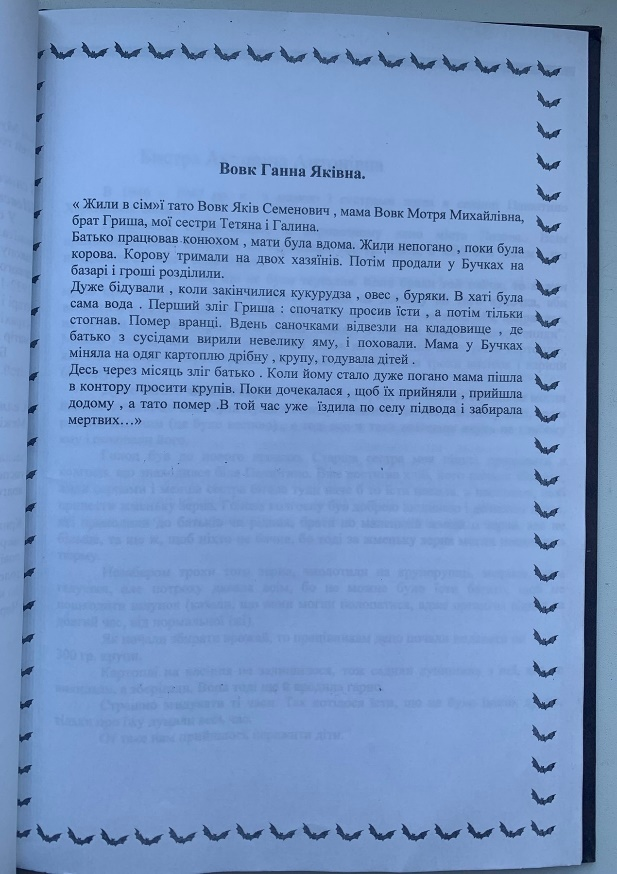 Вовк Ганна Яківна.
« Жили в сім»ї тато Вовк Яків Семенович , мама Вовк Мотря Михайлівна,
брат Гриша, мої сестри Тетяна і Галина.
Батько працював конюхом , мати була вдома. Жили непогано , поки була
корова. Корову тримали на двох хазяїнів. Потім продали у Бучках на
базарі і гроші розділили.
Дуже бідували , коли закінчилися кукурудза , овес , буряки. В хаті була
сама вода . Перший зліг Гриша : спочатку просив їсти , а потім тільки
стогнав. Помер вранці. Вдень саночками відвезли на кладовище , де
батько з сусідами вирили невелику яму, і поховали. Мама у Бучках
міняла на одяг картоплю дрібну , крупу, годувала дітей .
Десь через місяць зліг батько . Коли йому стало дуже погано мама пішла
в контору просити крупів. Поки дочекалася , щоб їх прийняли , прийшла
додому , а тато помер .В той час уже їздила по селу підвода і забирала
мертвих…»